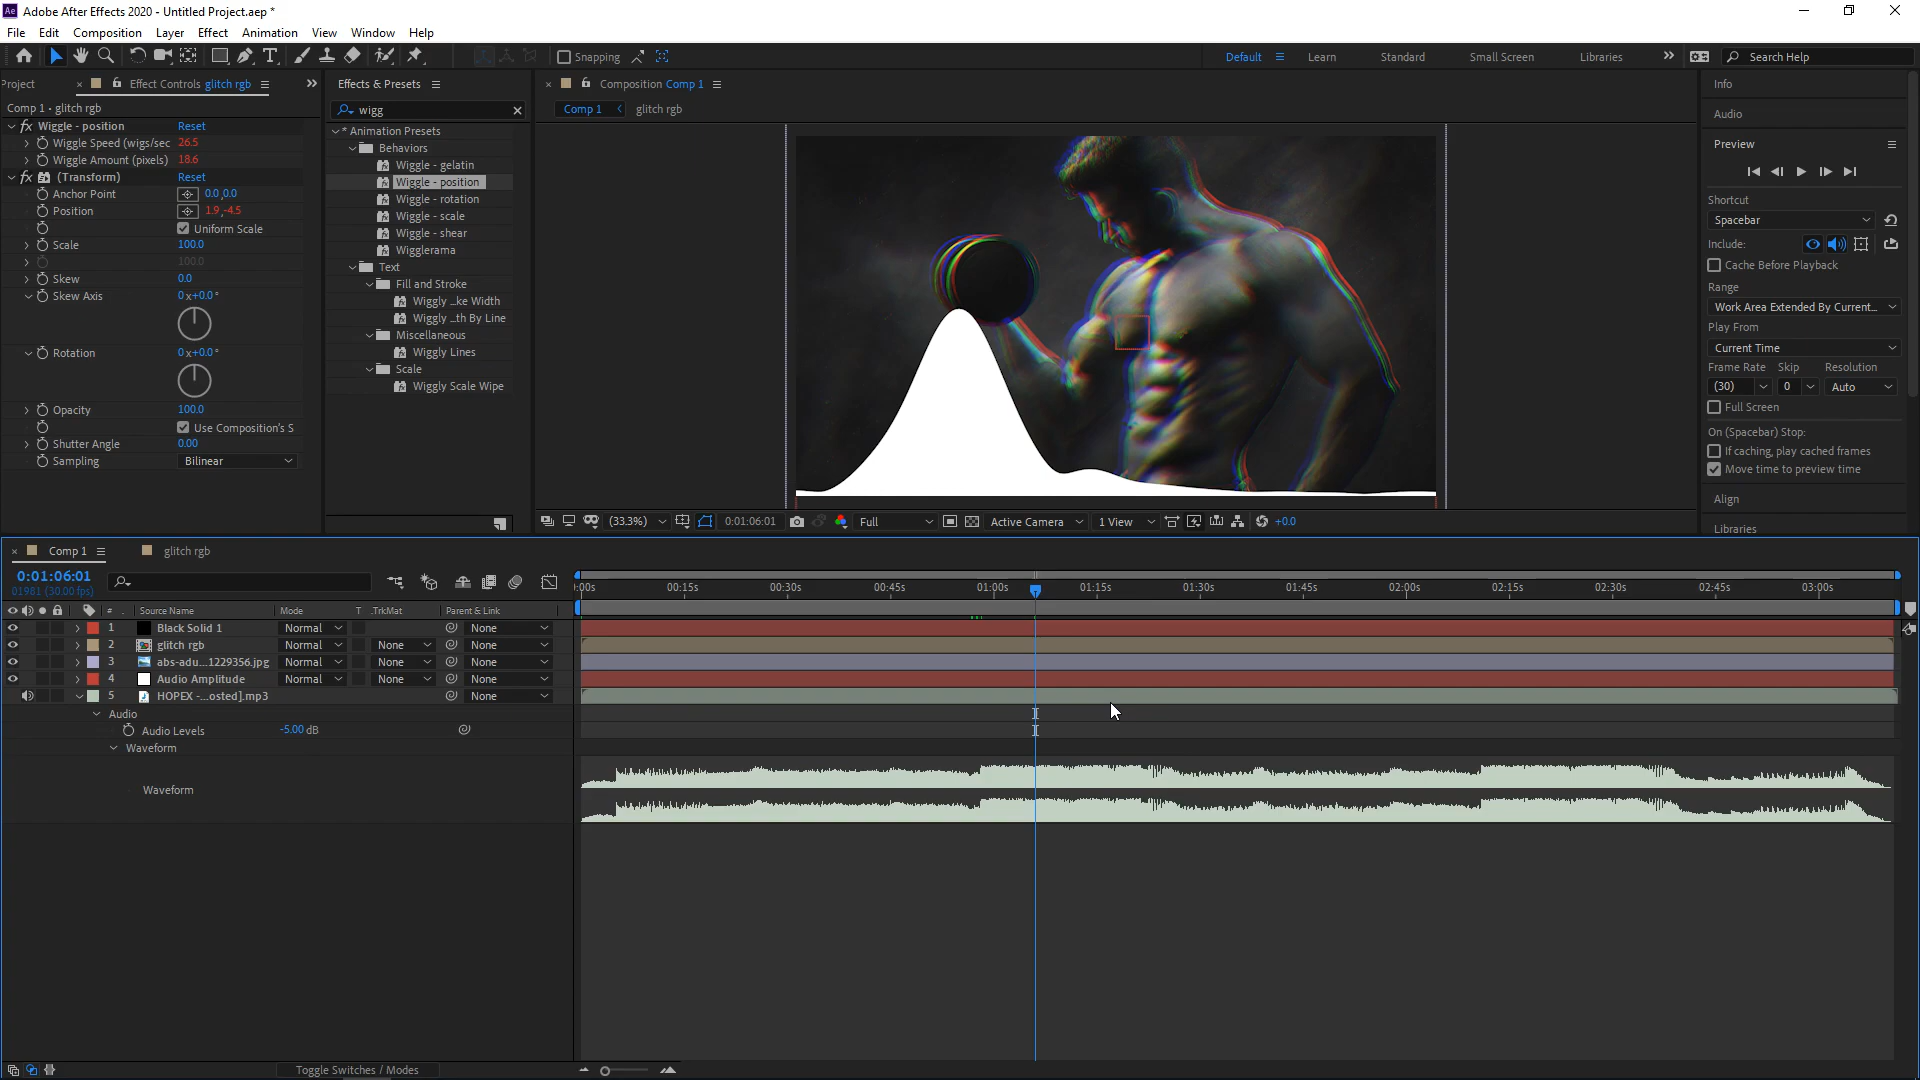 Ae Adobe After Effects 2020 - Untitled Project.aep *
File Edit Composition Layer Effect Animation View Window Help
Snapping Default Learn Standard Small Screen Libraries Search Help
Project Effect Controls glitch rgb
Comp 1 • glitch rgb
fx Wiggle - position Reset
Wiggle Speed (wigs/sec 26.5
Wiggle Amount (pixels) 18.6
fx (Transform) Reset
Anchor Point 0.0,0.0
Position 1.9,-4.5
Uniform Scale
Scale 100.0
100.0
Skew 0.0
Skew Axis 0x+0.0°
Rotation 0x+0.0°
Opacity 100.0
Use Composition's S
Shutter Angle 0.00
Sampling Bilinear
Effects & Presets
wigg
* Animation Presets
Behaviors
Wiggle - gelatin
Wiggle - position
Wiggle - rotation
Wiggle - scale
Wiggle - shear
Wigglerama
Text
Fill and Stroke
Wiggly _ke Width
Wiggly _th By Line
Miscellaneous
Wiggly Lines
Scale
Wiggly Scale Wipe
Composition Comp 1
Comp 1 glitch rgb
(33.3%) 0:01:06:01 Full Active Camera 1 View +0.0
Info
Audio
Preview
Shortcut
Spacebar
Include:
Cache Before Playback
Range
Work Area Extended By Current...
Play From
Current Time
Frame Rate Skip Resolution
(30) 0 Auto
Full Screen
On (Spacebar) Stop:
If caching, play cached frames
Move time to preview time
Align
Libraries
Comp 1 glitch rgb
0:01:06:01
01981 (30.00 fps)
:00s 00:15s 00:30s 00:45s 01:00s 01:15s 01:30s 01:45s 02:00s 02:15s 02:30s 02:45s 03:00s
# Source Name Mode T .TrkMat Parent & Link
1 Black Solid 1 Normal None
2 glitch rgb Normal None None
3 abs-adu...1229356.jpg Normal None None
4 Audio Amplitude Normal None None
5 HOPEX -...osted].mp3 None
Audio
Audio Levels -5.00 dB
Waveform
Waveform
Toggle Switches / Modes